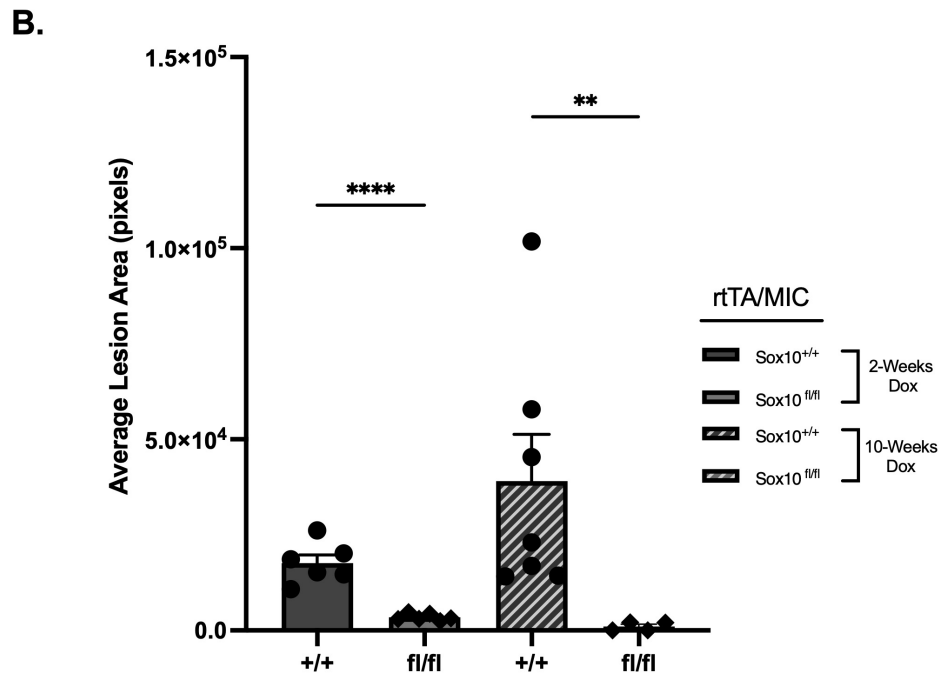 B.
Average Lesion Area (pixels)
1.5×10⁵
1.0×10⁵
5.0×10⁴
0.0
****
**
+/+
fl/fl
+/+
fl/fl
rtTA/MIC
Sox10⁺/⁺
Sox10 fl/fl
2-Weeks
Dox
Sox10⁺/⁺
Sox10 fl/fl
10-Weeks
Dox